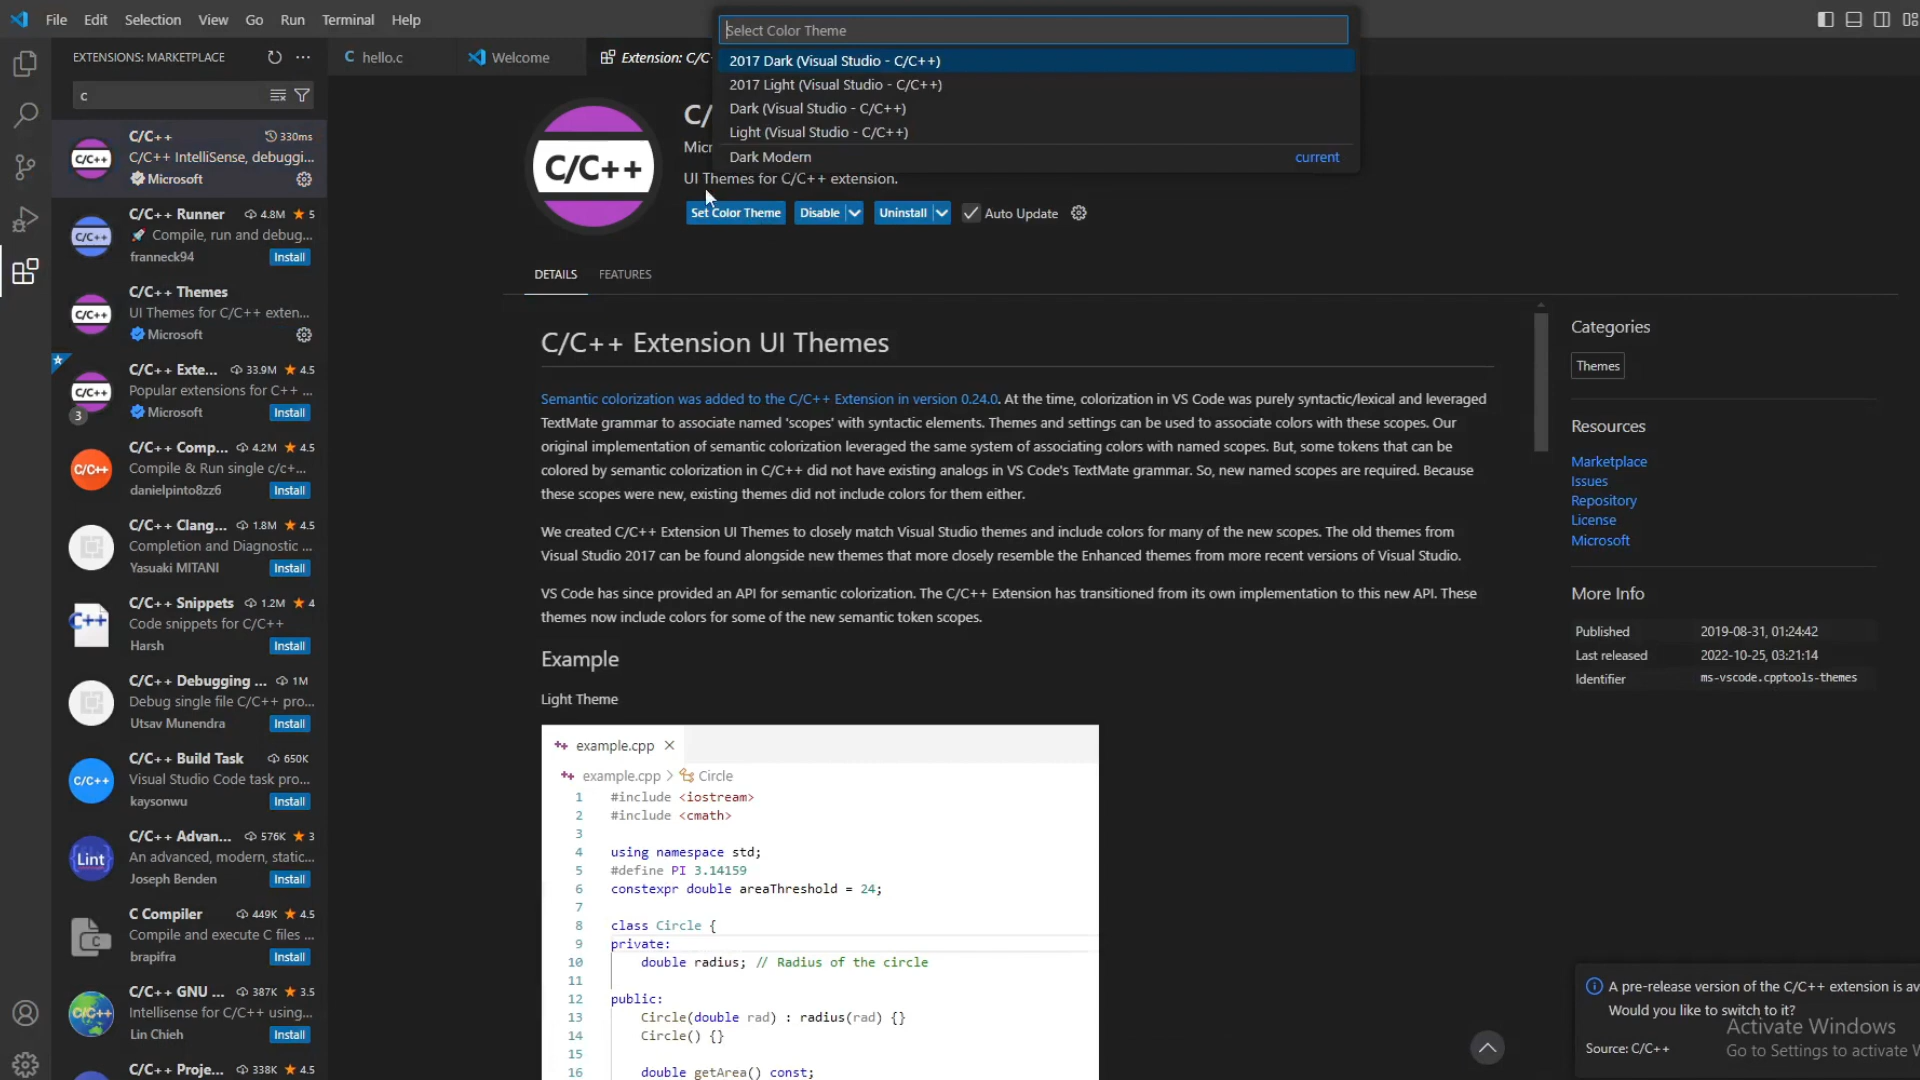 File Edit Selection View Go Run Terminal Help
EXTENSIONS: MARKETPLACE
c
C/C++ 330ms
C/C++ IntelliSense, debuggi...
Microsoft
C/C++ Runner 4.8M 5
Compile, run and debug...
franneck94 Install
C/C++ Themes
UI Themes for C/C++ exten...
Microsoft
C/C++ Exte... 33.9M 4.5
Popular extensions for C++ ...
Microsoft Install
3
C/C++ Comp... 4.2M 4.5
Compile & Run single c/c+...
danielpinto8zz6 Install
C/C++ Clang... 1.8M 4.5
Completion and Diagnostic ...
Yasuaki MITANI Install
C/C++ Snippets 1.2M 4
Code snippets for C/C++
Harsh Install
C/C++ Debugging ... 1M
Debug single file C/C++ pro...
Utsav Munendra Install
C/C++ Build Task 650K
Visual Studio Code task pro...
kaysonwu Install
C/C++ Advan... 576K 3
An advanced, modern, static...
Joseph Benden Install
C Compiler 449K 4.5
Compile and execute C files ...
brapifra Install
C/C++ GNU ... 387K 3.5
Intellisense for C/C++ using...
Lin Chieh Install
C/C++ Proje... 338K 4.5
C/C++
C/C++
C/C++
C/C++
C/C++
C++
C/C++
Lint
C
C/C++
C hello.c
Welcome
Extension: C/C
Select Color Theme
2017 Dark (Visual Studio - C/C++)
2017 Light (Visual Studio - C/C++)
Dark (Visual Studio - C/C++)
Light (Visual Studio - C/C++)
Dark Modern current
C/C++
C/
Micr
UI Themes for C/C++ extension.
Set Color Theme Disable Uninstall Auto Update
DETAILS FEATURES
C/C++ Extension UI Themes
Semantic colorization was added to the C/C++ Extension in version 0.24.0. At the time, colorization in VS Code was purely syntactic/lexical and leveraged
TextMate grammar to associate named 'scopes' with syntactic elements. Themes and settings can be used to associate colors with these scopes. Our
original implementation of semantic colorization leveraged the same system of associating colors with named scopes. But, some tokens that can be
colored by semantic colorization in C/C++ did not have existing analogs in VS Code's TextMate grammar. So, new named scopes are required. Because
these scopes were new, existing themes did not include colors for them either.
We created C/C++ Extension UI Themes to closely match Visual Studio themes and include colors for many of the new scopes. The old themes from
Visual Studio 2017 can be found alongside new themes that more closely resemble the Enhanced themes from more recent versions of Visual Studio.
VS Code has since provided an API for semantic colorization. The C/C++ Extension has transitioned from its own implementation to this new API. These
themes now include colors for some of the new semantic token scopes.
Example
Light Theme
example.cpp
example.cpp > Circle
1 #include <iostream>
2 #include <cmath>
3
4 using namespace std;
5 #define PI 3.14159
6 constexpr double areaThreshold = 24;
7
8 class Circle {
9 private:
10 double radius; // Radius of the circle
11
12 public:
13 Circle(double rad) : radius(rad) {}
14 Circle() {}
15
16 double getArea() const;
Categories
Themes
Resources
Marketplace
Issues
Repository
License
Microsoft
More Info
Published 2019-08-31, 01:24:42
Last released 2022-10-25, 03:21:14
Identifier ms-vscode.cpptools-themes
A pre-release version of the C/C++ extension is av
Would you like to switch to it?
Source: C/C++
Activate Windows
Go to Settings to activate W